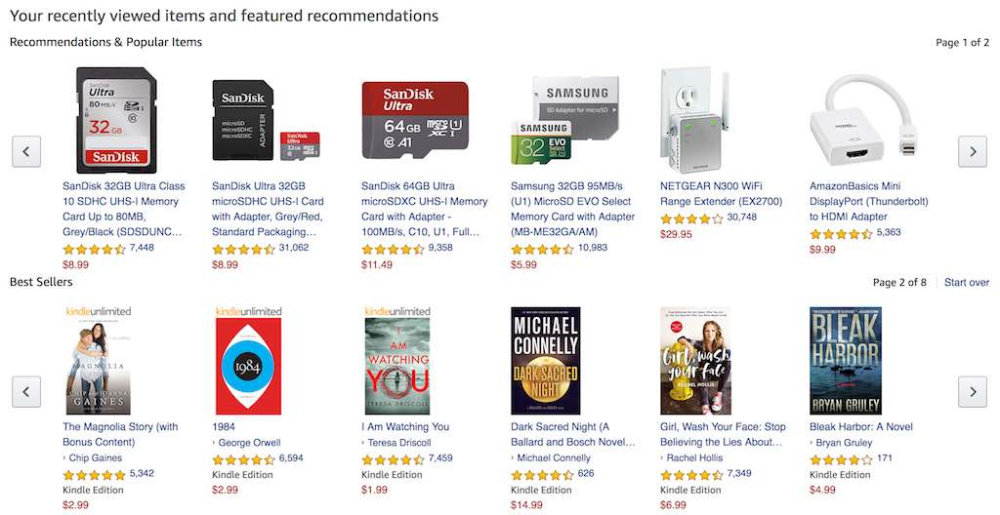 Your recently viewed items and featured recommendations
Recommendations & Popular Items
Page 1 of 2
SanDisk
Ultra
80 MB/s
32 GB
SanDisk
SanDisk
microSD
microSDHC
microSDXC
ADAPTER
SanDisk
Ultra
SanDisk
Ultra
64 GB
A1
SAMSUNG
SD Adapter for microSD
SAMSUNG
32 EVO
Select
SanDisk 32GB Ultra Class
10 SDHC UHS-I Memory
Card Up to 80MB,
Grey/Black (SDSDUNC...
7,448
$8.99
SanDisk Ultra 32GB
microSDHC UHS-I Card
with Adapter, Grey/Red,
Standard Packaging...
31,062
$8.99
SanDisk 64GB Ultra
microSDXC UHS-I Memory
Card with Adapter -
100MB/s, C10, U1, Full...
9,358
$11.49
Samsung 32GB 95MB/s
(U1) MicroSD EVO Select
Memory Card with Adapter
(MB-ME32GA/AM)
10,983
$5.99
NETGEAR N300 WiFi
Range Extender (EX2700)
30,748
$29.95
AmazonBasics Mini
DisplayPort (Thunderbolt)
to HDMI Adapter
5,363
$9.99
Best Sellers
Page 2 of 8
Start over
kindleunlimited
MAGNOLIA
STORY
CHIP AND JOANNA
GAINES
kindleunlimited
1984
kindleunlimited
I AM
WATCHING
YOU
TERESA DRISCOLL
MICHAEL
CONNELLY
DARK SACRED
NIGHT
girl, wash
your face
RACHEL HOLLIS
BLEAK
HARBOR
BRYAN GRULEY
The Magnolia Story (with
Bonus Content)
› Chip Gaines
5,342
Kindle Edition
$2.99
1984
› George Orwell
6,594
Kindle Edition
$2.99
I Am Watching You
› Teresa Driscoll
7,459
Kindle Edition
$1.99
Dark Sacred Night (A
Ballard and Bosch Novel...
› Michael Connelly
626
Kindle Edition
$14.99
Girl, Wash Your Face: Stop
Believing the Lies About...
› Rachel Hollis
7,349
Kindle Edition
$6.99
Bleak Harbor: A Novel
› Bryan Gruley
171
Kindle Edition
$4.99